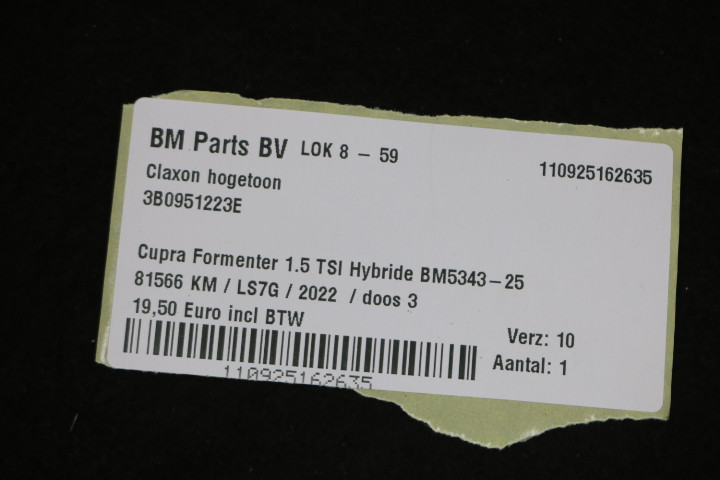 BM Parts BV LOK 8 – 59
110925162635
Claxon hogetoon
3B0951223E
Cupra Formenter 1.5 TSI Hybride BM5343–25
81566 KM / LS7G / 2022 / doos 3
19,50 Euro incl BTW
Verz: 10
Aantal: 1
110925162635